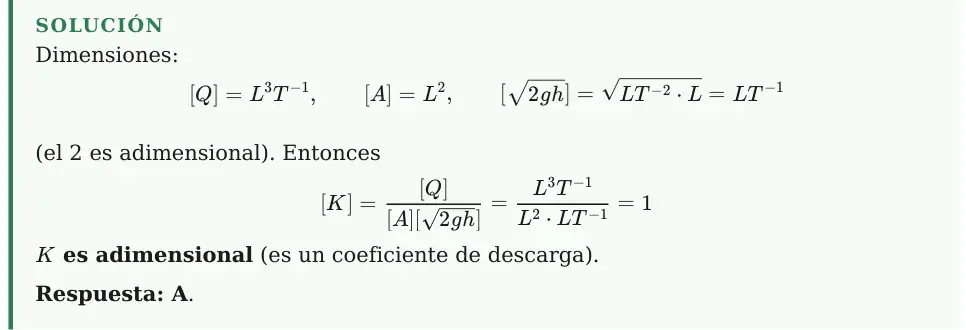 SOLUCIÓN
Dimensiones:
[Q] = L³T⁻¹, [A] = L², [√2gh] = √LT⁻² · L = LT⁻¹
(el 2 es adimensional). Entonces
[K] = [Q] / [A][√2gh] = L³T⁻¹ / L² · LT⁻¹ = 1
K es adimensional (es un coeficiente de descarga).
Respuesta: A.